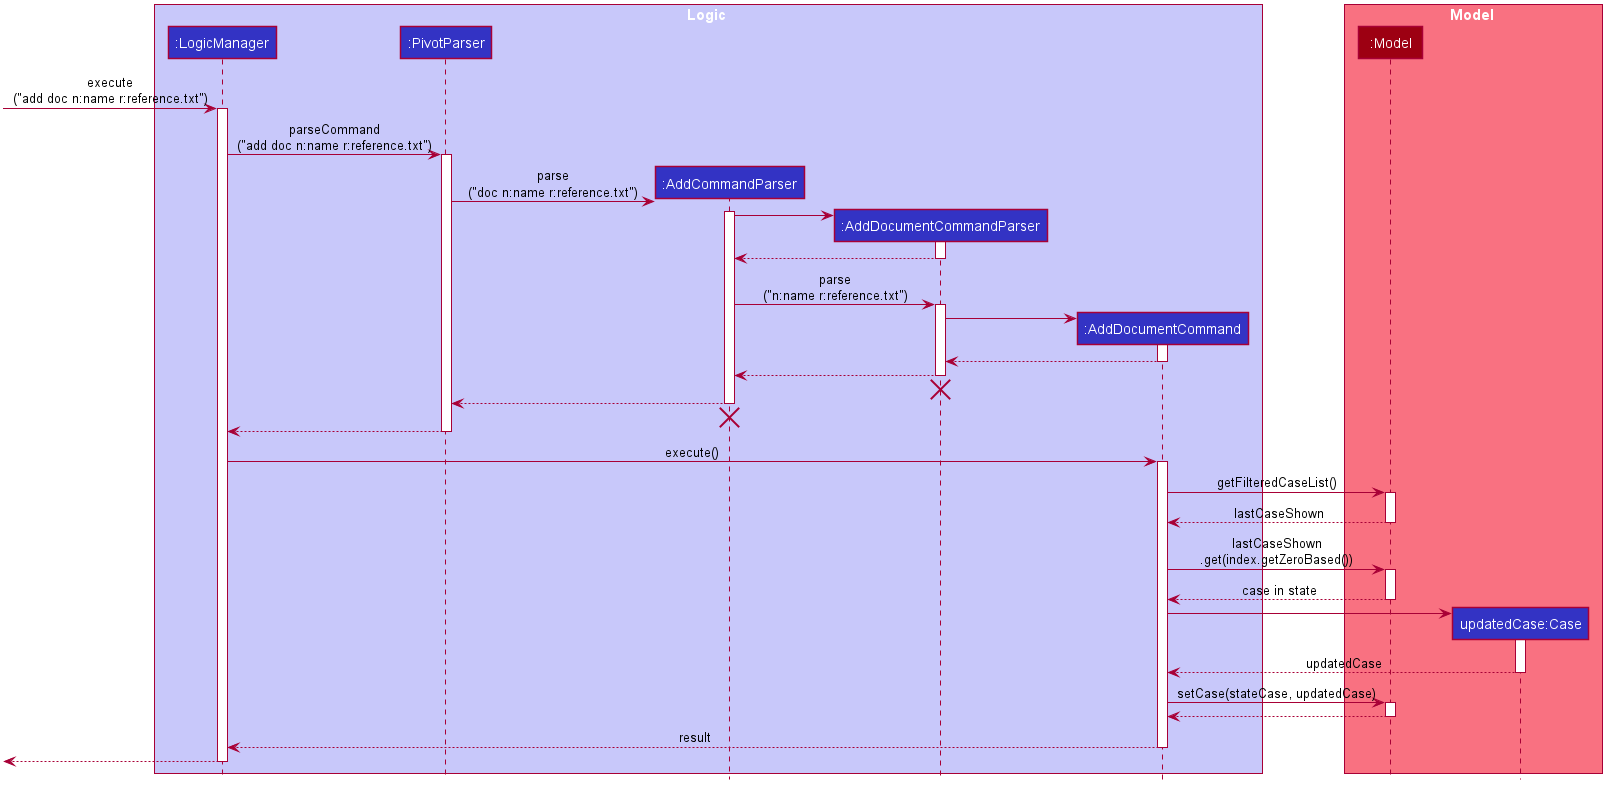 Logic
Model
:LogicManager
:PivotParser
:Model
execute
("add doc n:name r:reference.txt")
parseCommand
("add doc n:name r:reference.txt")
parse
("doc n:name r:reference.txt")
:AddCommandParser
:AddDocumentCommandParser
parse
("n:name r:reference.txt")
:AddDocumentCommand
execute()
getFilteredCaseList()
lastCaseShown
lastCaseShown
.get(index.getZeroBased())
case in state
updatedCase:Case
updatedCase
setCase(stateCase, updatedCase)
result